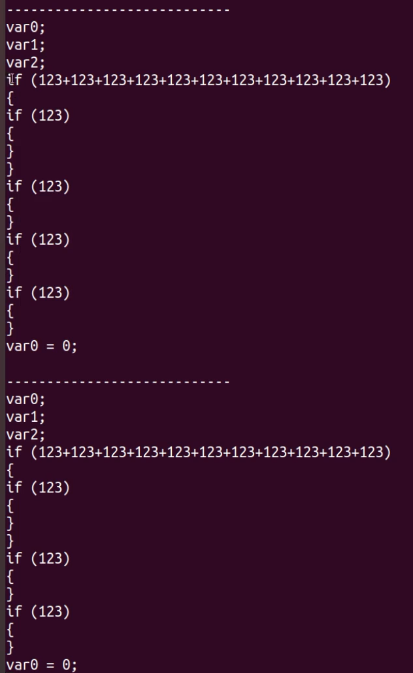 ----------------------------
var0;
var1;
var2;
if (123+123+123+123+123+123+123+123+123+123+123)
{
if (123)
{
}
}
if (123)
{
}
if (123)
{
}
if (123)
{
}
var0 = 0;
----------------------------
var0;
var1;
var2;
if (123+123+123+123+123+123+123+123+123+123+123)
{
if (123)
{
}
}
if (123)
{
}
if (123)
{
}
var0 = 0;